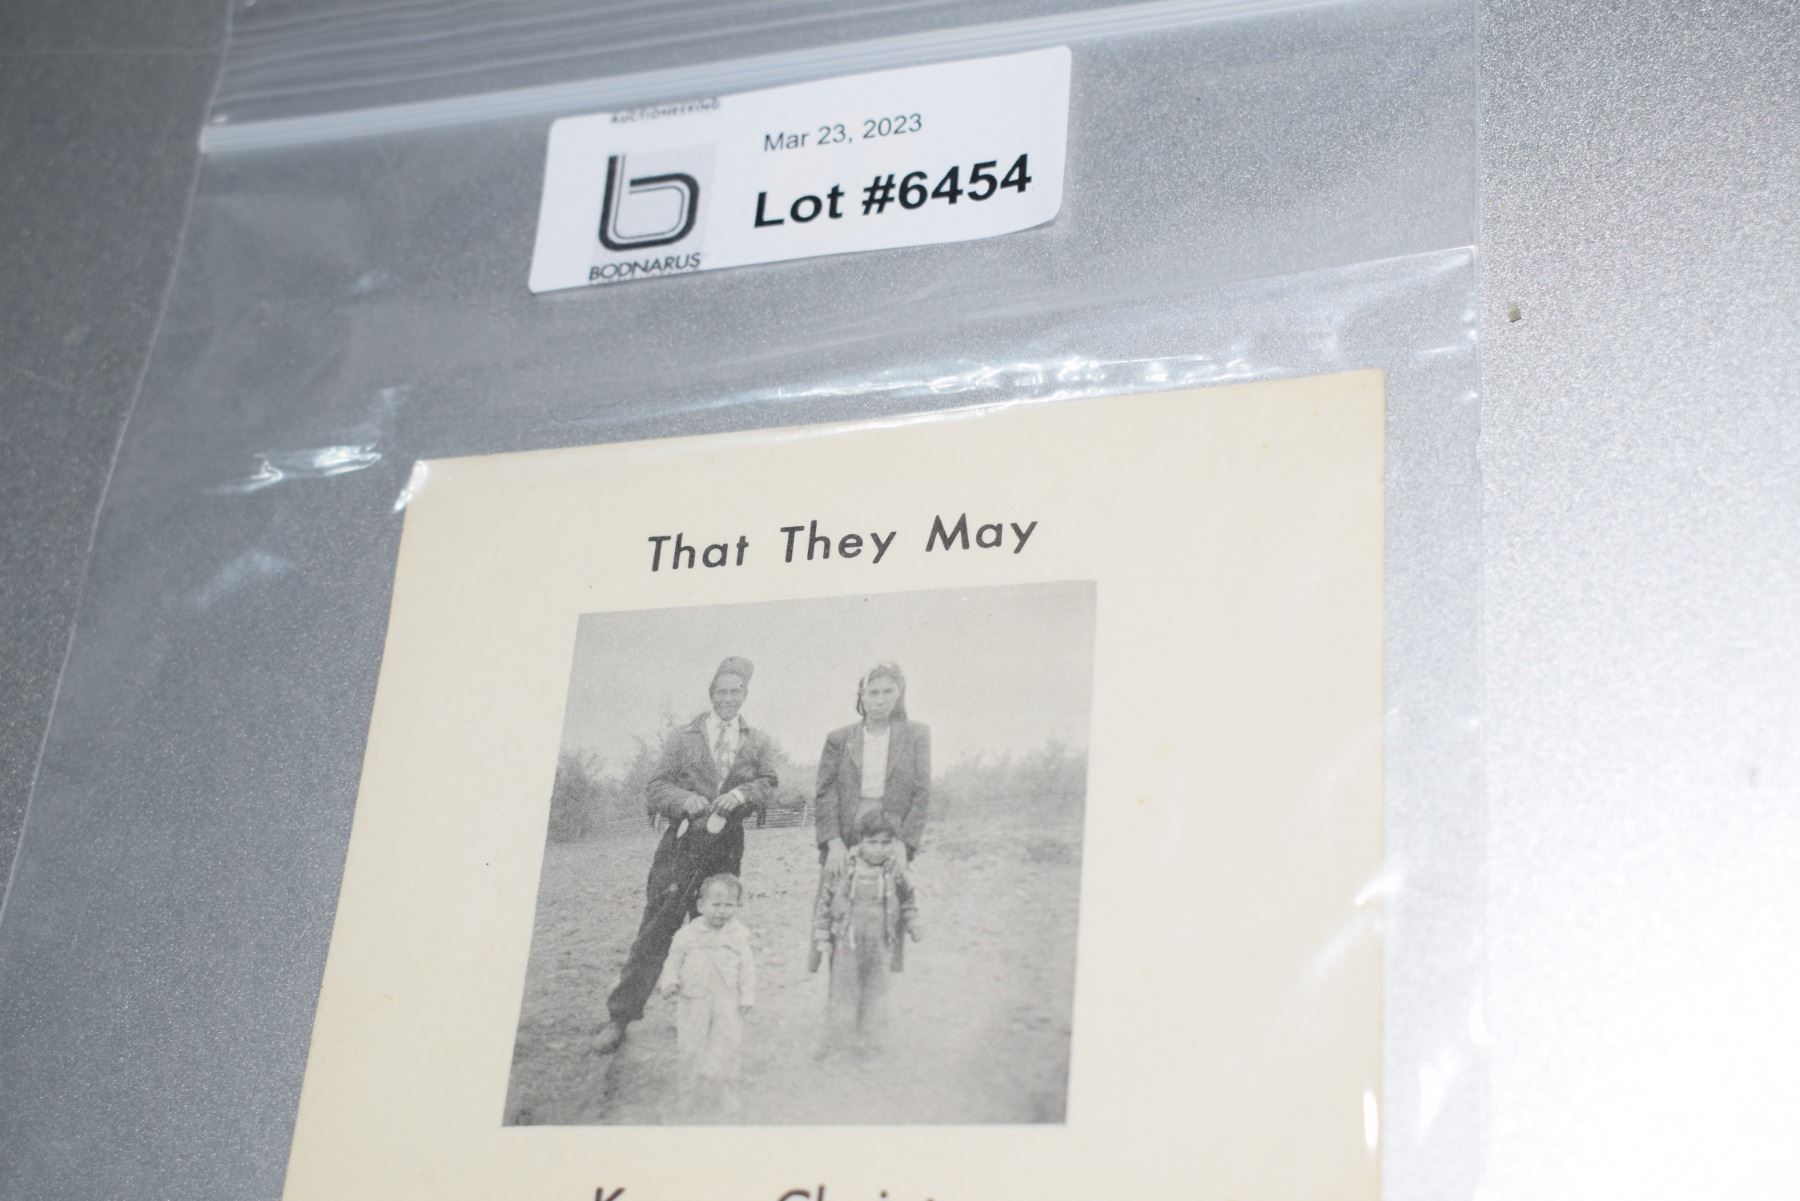 AUCTIONEERING
Mar 23, 2023
Lot #6454
BODNARUS
That They May